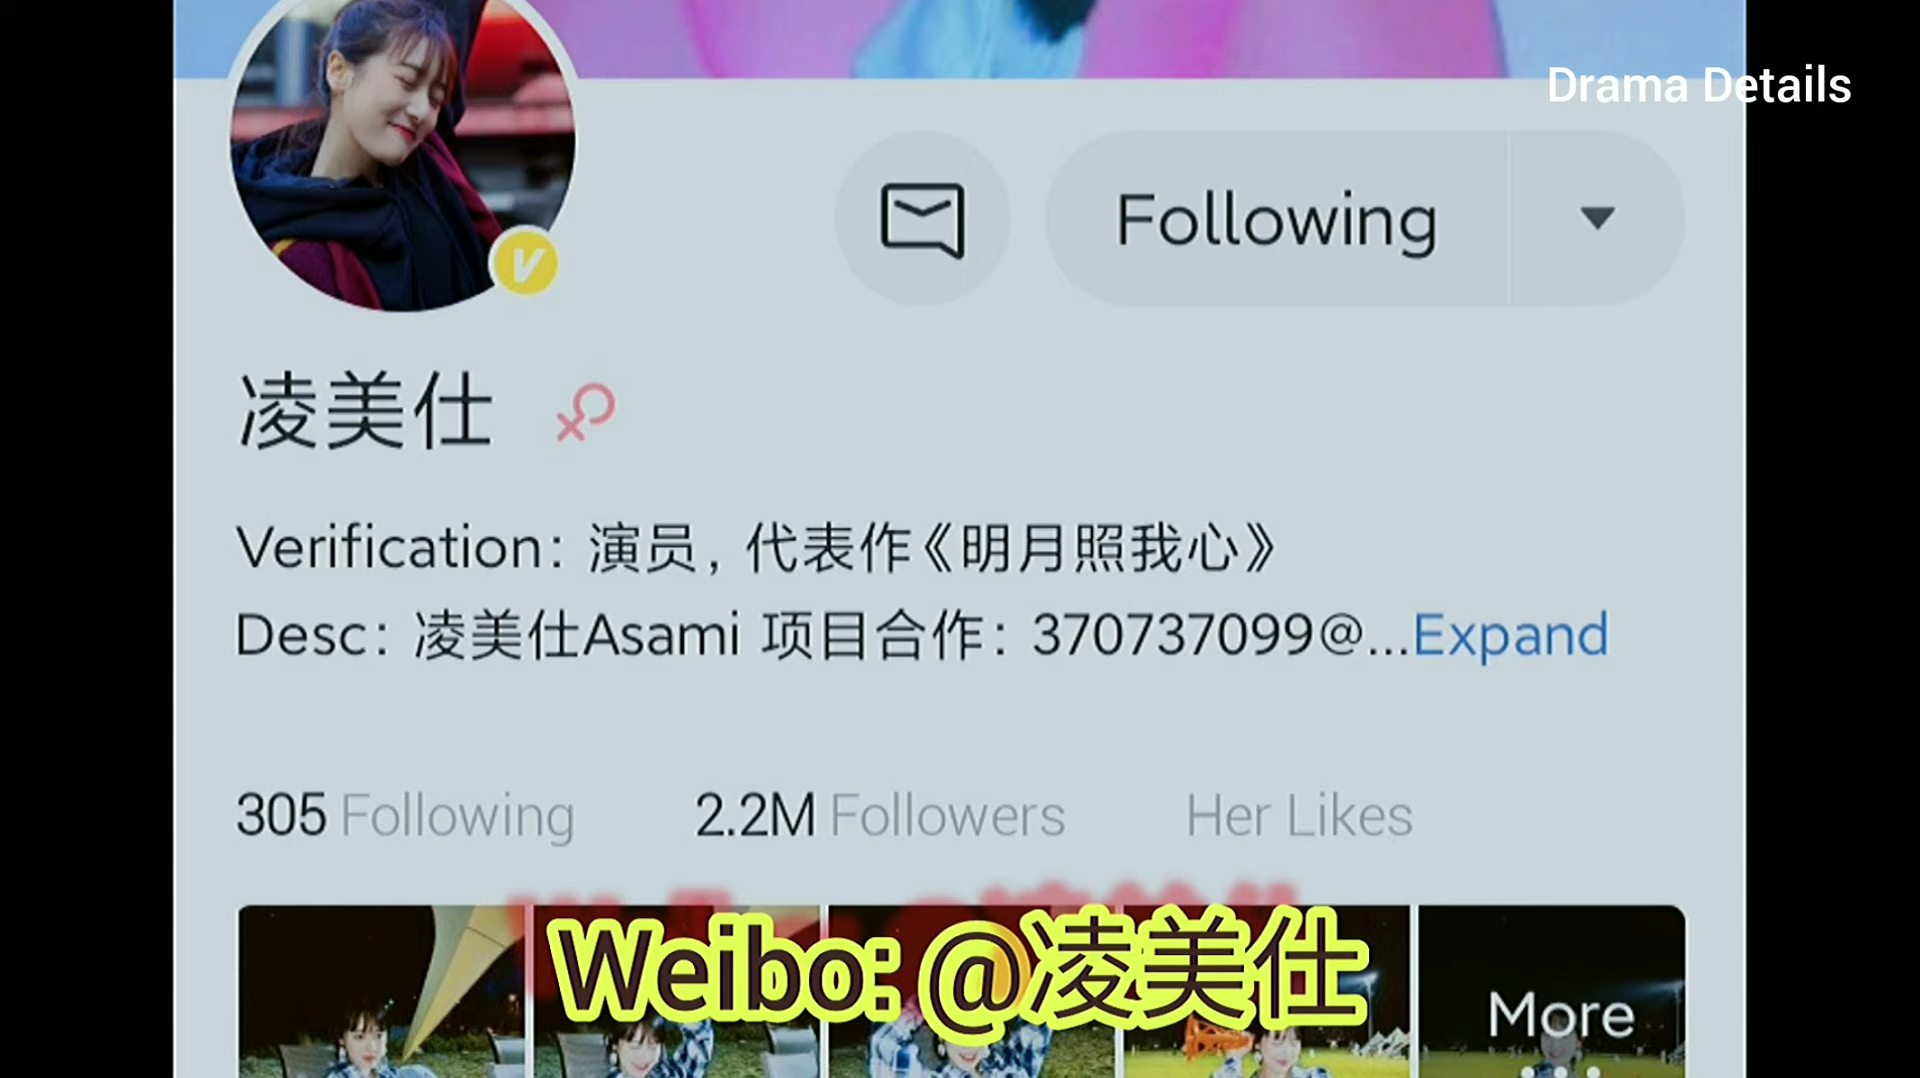 Drama Details
Following
凌美仕
Verification: 演员, 代表作《明月照我心》
Desc: 凌美仕Asami 项目合作: 370737099@...Expand
305 Following 2.2M Followers Her Likes
Weibo: @凌美仕
More